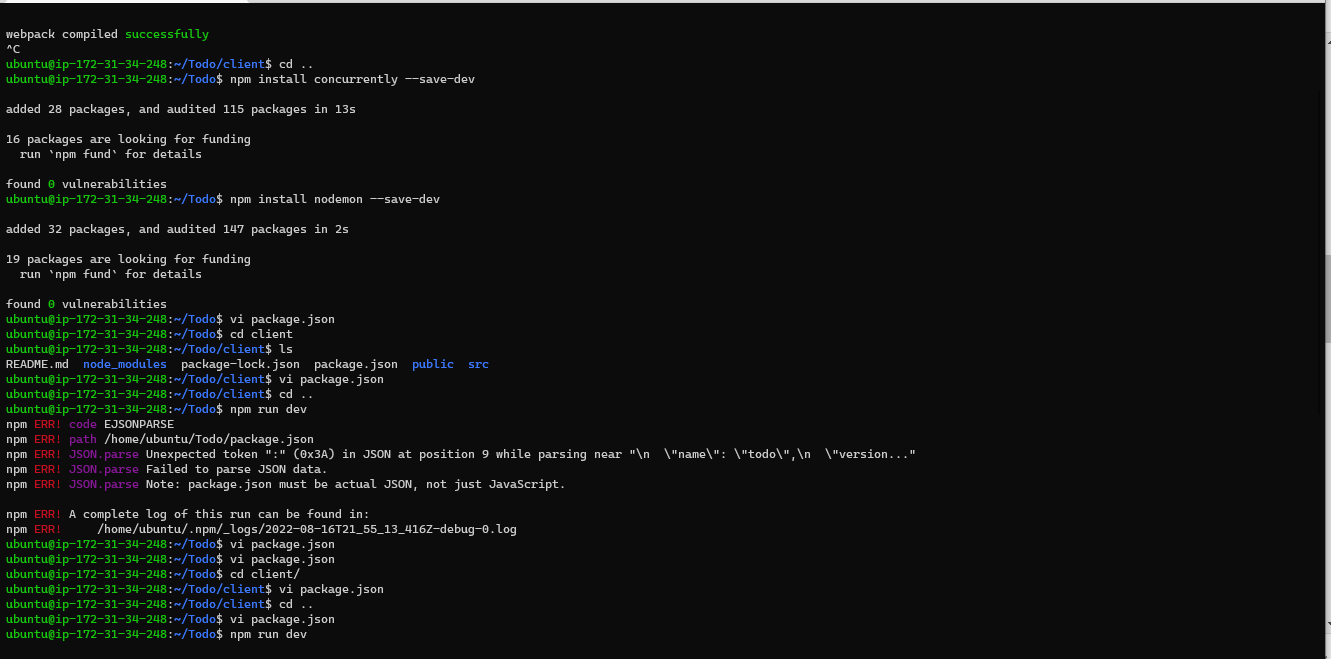 webpack compiled successfully
^C
ubuntu@ip-172-31-34-248:~/Todo/client$ cd ..
ubuntu@ip-172-31-34-248:~/Todo$ npm install concurrently --save-dev
added 28 packages, and audited 115 packages in 13s
16 packages are looking for funding
  run `npm fund` for details
found 0 vulnerabilities
ubuntu@ip-172-31-34-248:~/Todo$ npm install nodemon --save-dev
added 32 packages, and audited 147 packages in 2s
19 packages are looking for funding
  run `npm fund` for details
found 0 vulnerabilities
ubuntu@ip-172-31-34-248:~/Todo$ vi package.json
ubuntu@ip-172-31-34-248:~/Todo$ cd client
ubuntu@ip-172-31-34-248:~/Todo/client$ ls
README.md  node_modules  package-lock.json  package.json  public  src
ubuntu@ip-172-31-34-248:~/Todo/client$ vi package.json
ubuntu@ip-172-31-34-248:~/Todo/client$ cd ..
ubuntu@ip-172-31-34-248:~/Todo$ npm run dev
npm ERR! code EJSONPARSE
npm ERR! path /home/ubuntu/Todo/package.json
npm ERR! JSON.parse Unexpected token ":" (0x3A) in JSON at position 9 while parsing near "\n  \"name\": \"todo\",\n  \"version..."
npm ERR! JSON.parse Failed to parse JSON data.
npm ERR! JSON.parse Note: package.json must be actual JSON, not just JavaScript.
npm ERR! A complete log of this run can be found in:
npm ERR!     /home/ubuntu/.npm/_logs/2022-08-16T21_55_13_416Z-debug-0.log
ubuntu@ip-172-31-34-248:~/Todo$ vi package.json
ubuntu@ip-172-31-34-248:~/Todo$ vi package.json
ubuntu@ip-172-31-34-248:~/Todo$ cd client/
ubuntu@ip-172-31-34-248:~/Todo/client$ vi package.json
ubuntu@ip-172-31-34-248:~/Todo/client$ cd ..
ubuntu@ip-172-31-34-248:~/Todo$ vi package.json
ubuntu@ip-172-31-34-248:~/Todo$ npm run dev